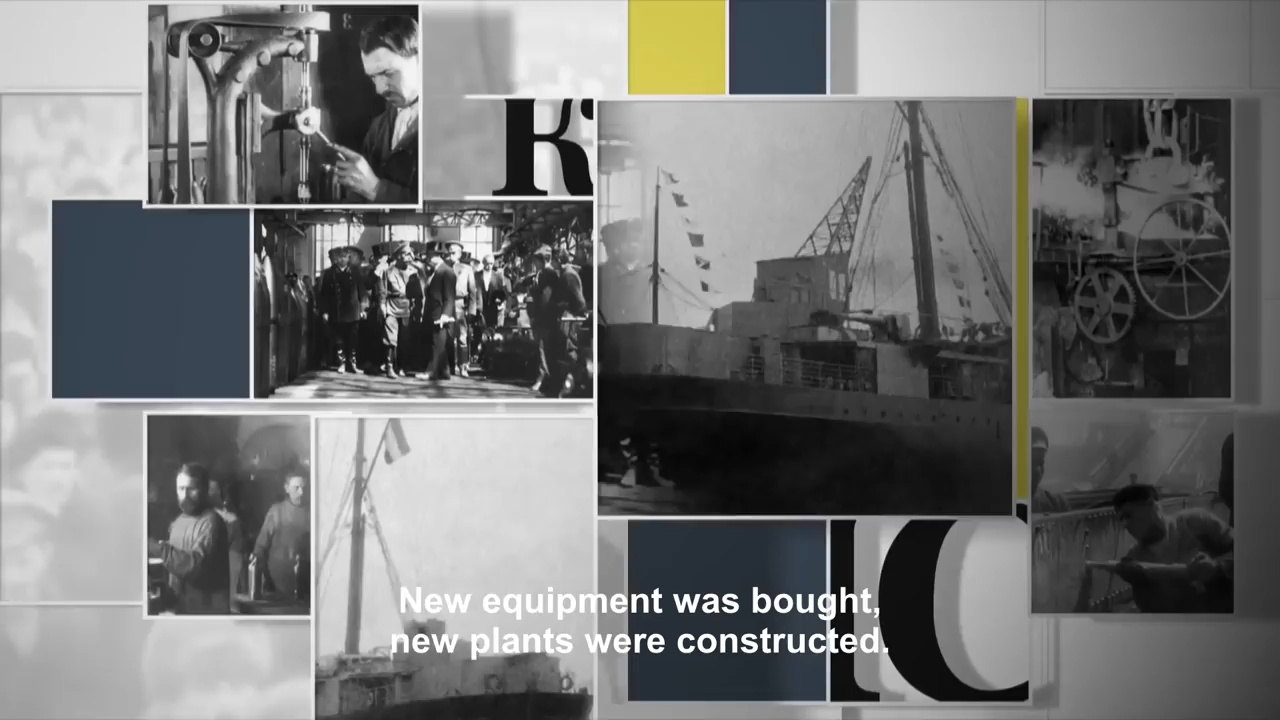 К
New equipment was bought,
new plants were constructed.